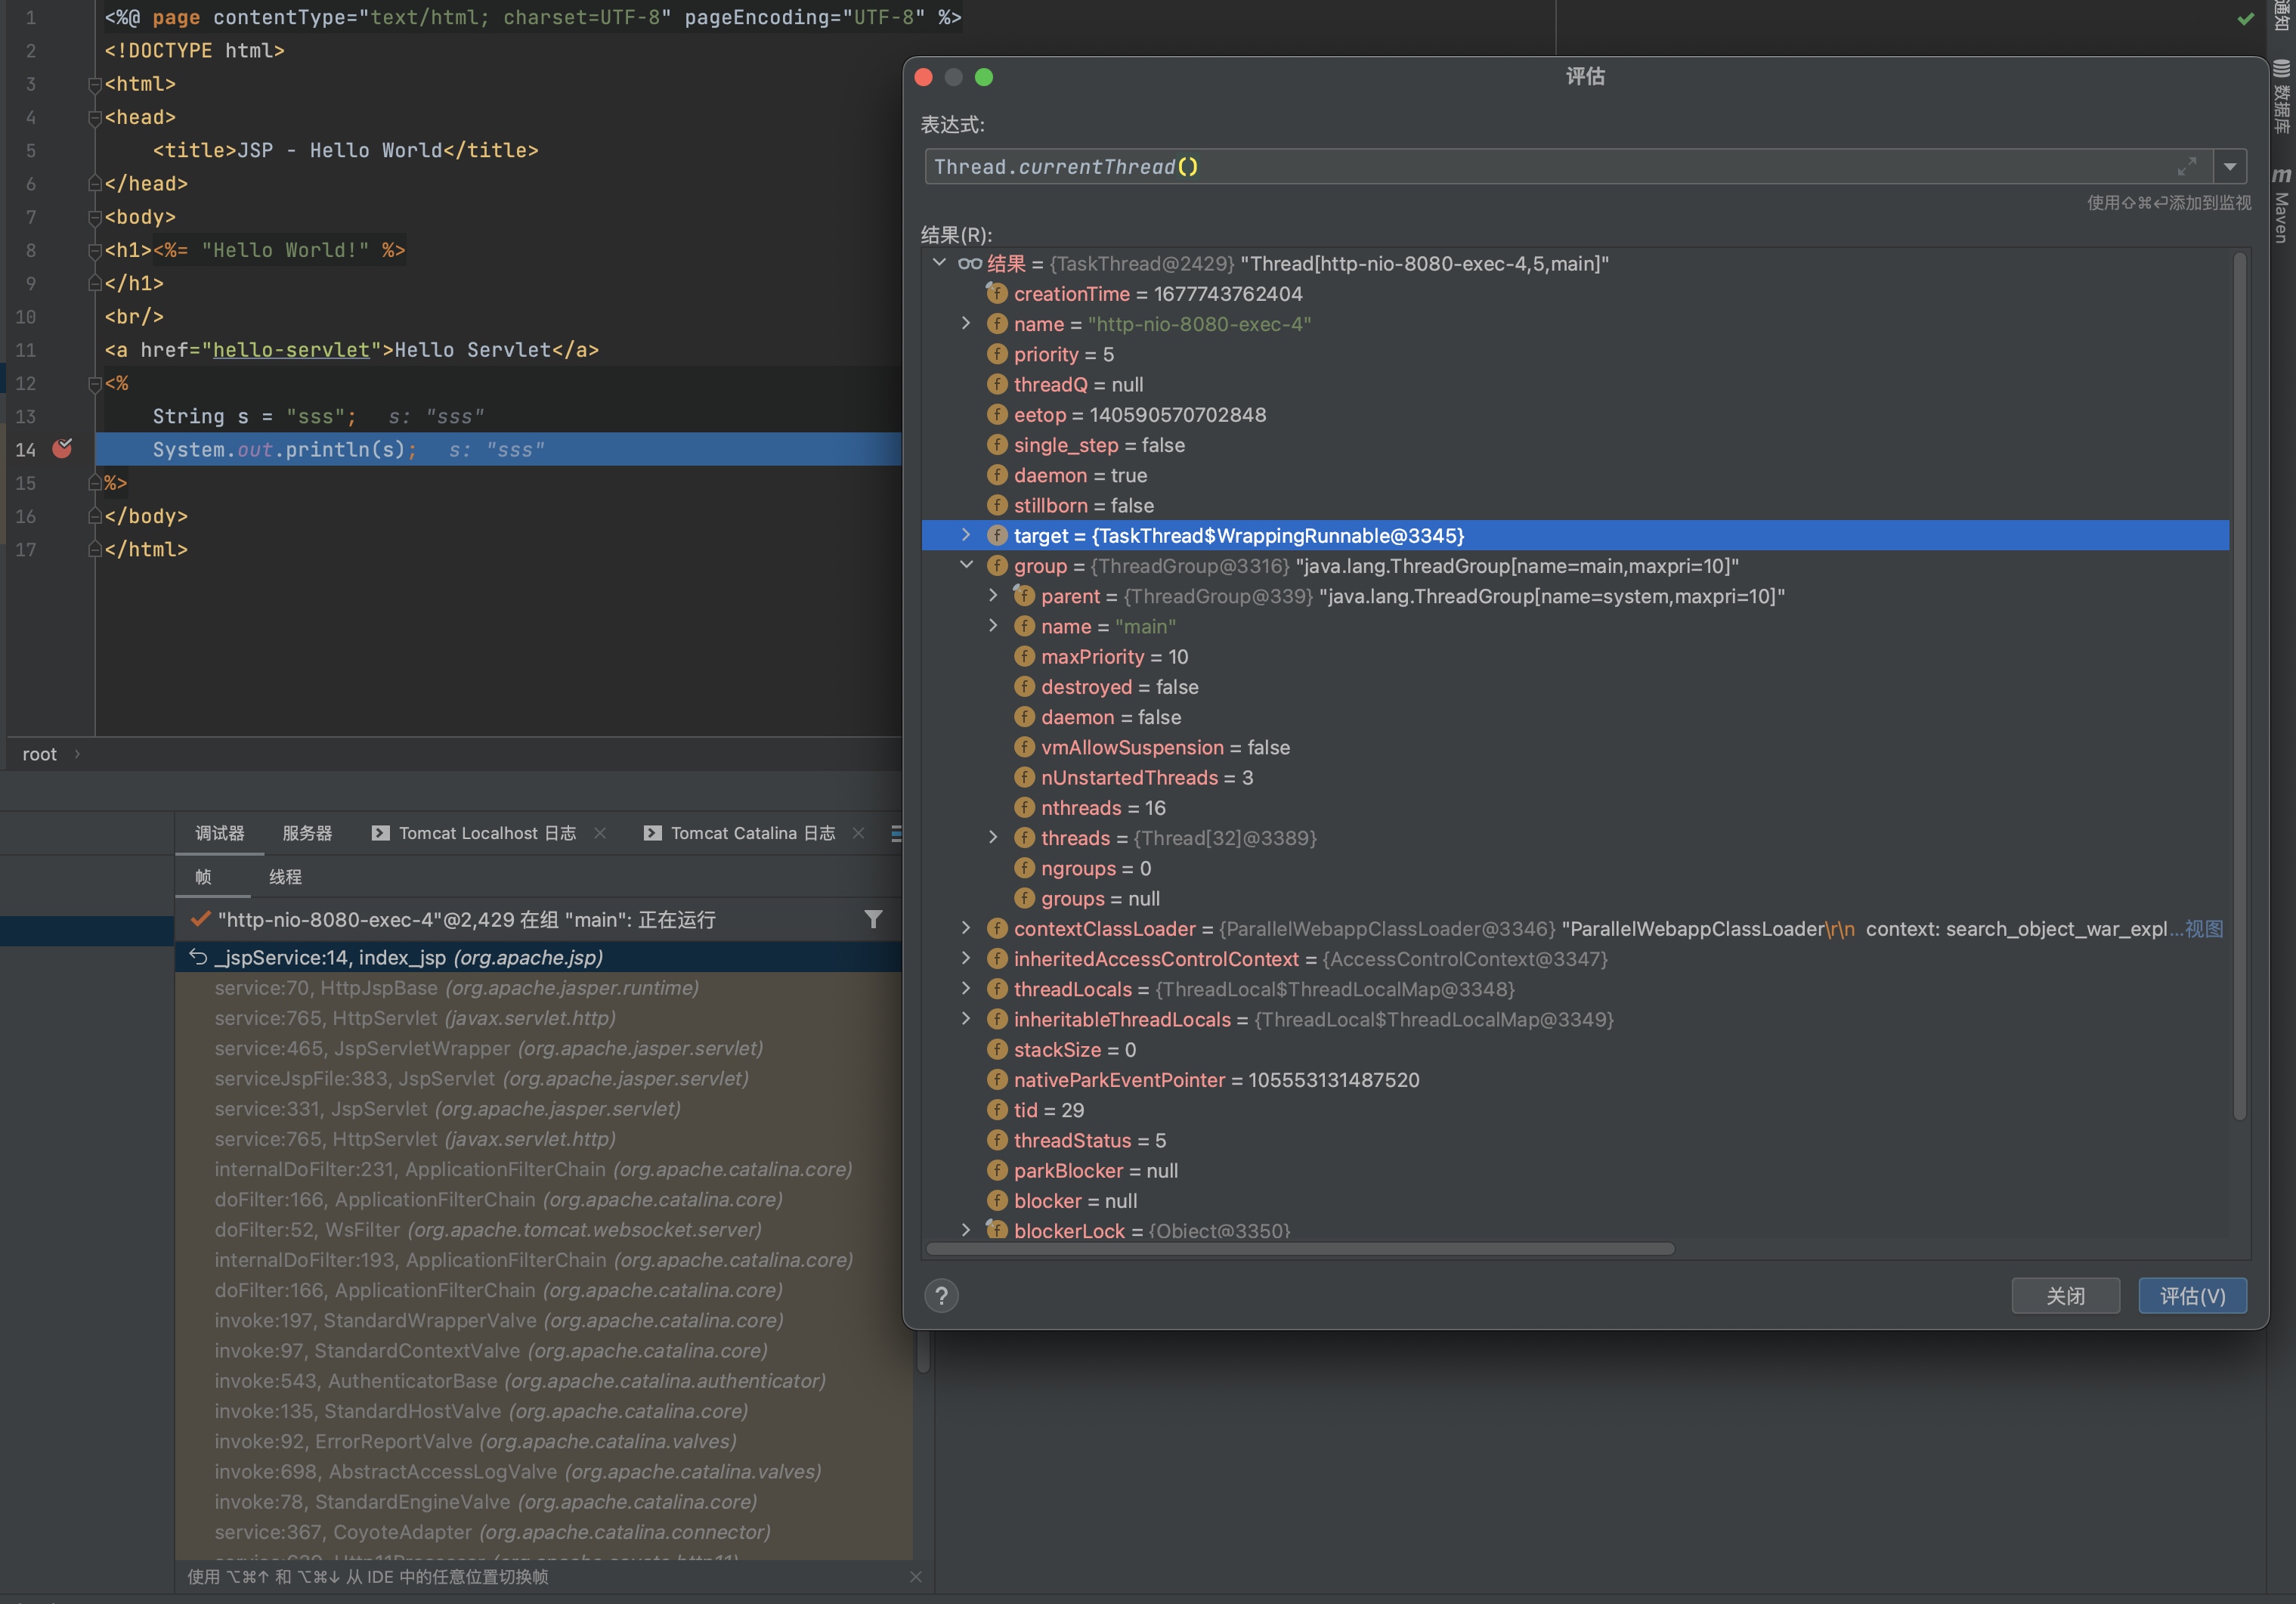 1 <%@ page contentType="text/html; charset=UTF-8" pageEncoding="UTF-8" %>
2 <!DOCTYPE html>
3 <html>
4 <head>
5 <title>JSP - Hello World</title>
6 </head>
7 <body>
8 <h1><%= "Hello World!" %>
9 </h1>
10 <br/>
11 <a href="hello-servlet">Hello Servlet</a>
12 <%
13 String s = "sss"; s: "sss"
14 System.out.println(s); s: "sss"
15 %>
16 </body>
17 </html>
root
通知
数据库
m Maven
评估
表达式:
Thread.currentThread()
使用⇧⌘⏎添加到监视
结果(R):
结果 = {TaskThread@2429} "Thread[http-nio-8080-exec-4,5,main]"
creationTime = 1677743762404
name = "http-nio-8080-exec-4"
priority = 5
threadQ = null
eetop = 140590570702848
single_step = false
daemon = true
stillborn = false
target = {TaskThread$WrappingRunnable@3345}
group = {ThreadGroup@3316} "java.lang.ThreadGroup[name=main,maxpri=10]"
parent = {ThreadGroup@339} "java.lang.ThreadGroup[name=system,maxpri=10]"
name = "main"
maxPriority = 10
destroyed = false
daemon = false
vmAllowSuspension = false
nUnstartedThreads = 3
nthreads = 16
threads = {Thread[32]@3389}
ngroups = 0
groups = null
contextClassLoader = {ParallelWebappClassLoader@3346} "ParallelWebappClassLoader\r\n context: search_object_war_expl...视图
inheritedAccessControlContext = {AccessControlContext@3347}
threadLocals = {ThreadLocal$ThreadLocalMap@3348}
inheritableThreadLocals = {ThreadLocal$ThreadLocalMap@3349}
stackSize = 0
nativeParkEventPointer = 105553131487520
tid = 29
threadStatus = 5
parkBlocker = null
blocker = null
blockerLock = {Object@3350}
?
关闭
评估(V)
调试器 服务器 Tomcat Localhost 日志 Tomcat Catalina 日志
帧 线程
"http-nio-8080-exec-4"@2,429 在组 "main": 正在运行
_jspService:14, index_jsp (org.apache.jsp)
service:70, HttpJspBase (org.apache.jasper.runtime)
service:765, HttpServlet (javax.servlet.http)
service:465, JspServletWrapper (org.apache.jasper.servlet)
serviceJspFile:383, JspServlet (org.apache.jasper.servlet)
service:331, JspServlet (org.apache.jasper.servlet)
service:765, HttpServlet (javax.servlet.http)
internalDoFilter:231, ApplicationFilterChain (org.apache.catalina.core)
doFilter:166, ApplicationFilterChain (org.apache.catalina.core)
doFilter:52, WsFilter (org.apache.tomcat.websocket.server)
internalDoFilter:193, ApplicationFilterChain (org.apache.catalina.core)
doFilter:166, ApplicationFilterChain (org.apache.catalina.core)
invoke:197, StandardWrapperValve (org.apache.catalina.core)
invoke:97, StandardContextValve (org.apache.catalina.core)
invoke:543, AuthenticatorBase (org.apache.catalina.authenticator)
invoke:135, StandardHostValve (org.apache.catalina.core)
invoke:92, ErrorReportValve (org.apache.catalina.valves)
invoke:698, AbstractAccessLogValve (org.apache.catalina.valves)
invoke:78, StandardEngineValve (org.apache.catalina.core)
service:367, CoyoteAdapter (org.apache.catalina.connector)
使用 ⌥⌘↑ 和 ⌥⌘↓ 从 IDE 中的任意位置切换帧